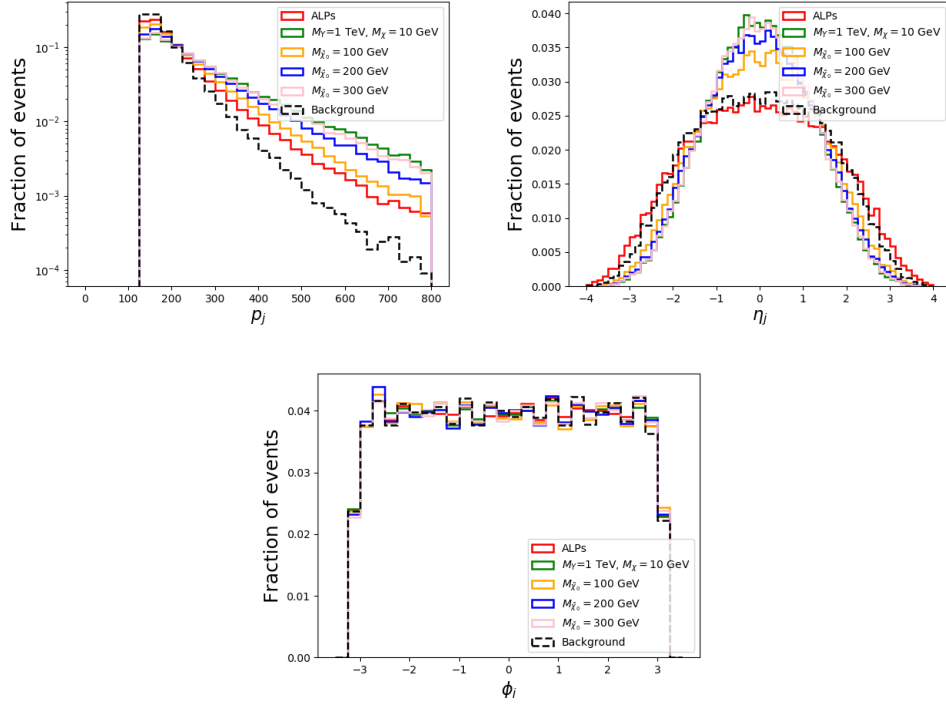 Fraction of events
10⁻¹
10⁻²
10⁻³
10⁻⁴
0 100 200 300 400 500 600 700 800
p_j
ALPs
M_Y=1 TeV, M_χ = 10 GeV
M_χ̃₀ = 100 GeV
M_χ̃₀ = 200 GeV
M_χ̃₀ = 300 GeV
Background
Fraction of events
0.040
0.035
0.030
0.025
0.020
0.015
0.010
0.005
0.000
−4 −3 −2 −1 0 1 2 3 4
η_j
ALPs
M_Y=1 TeV, M_χ = 10 GeV
M_χ̃₀ = 100 GeV
M_χ̃₀ = 200 GeV
M_χ̃₀ = 300 GeV
Background
Fraction of events
0.04
0.03
0.02
0.01
0.00
−3 −2 −1 0 1 2 3
ϕ_j
ALPs
M_Y=1 TeV, M_χ = 10 GeV
M_χ̃₀ = 100 GeV
M_χ̃₀ = 200 GeV
M_χ̃₀ = 300 GeV
Background